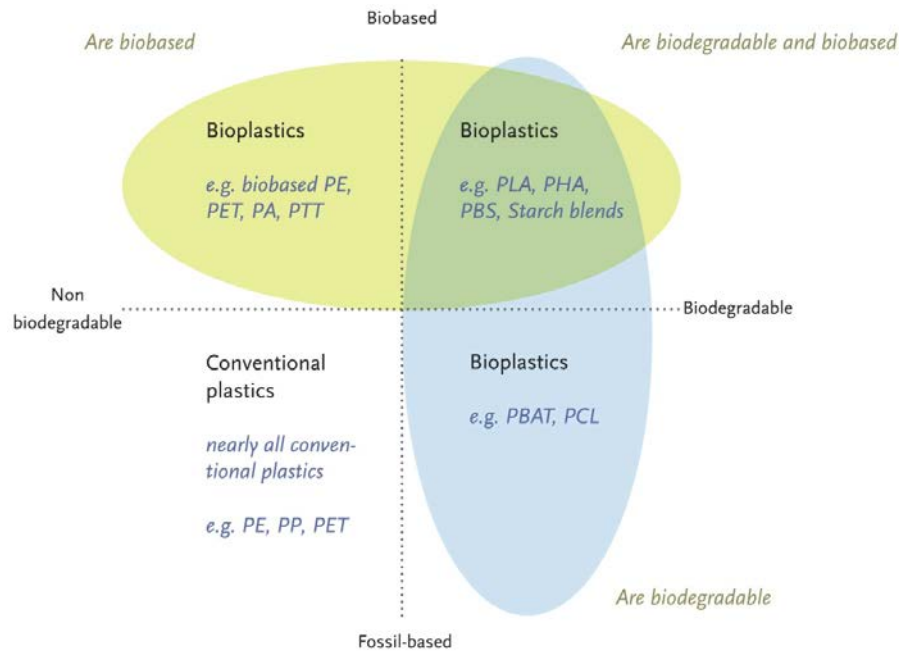 Biobased
Are biobased
Are biodegradable and biobased
Bioplastics
e.g. biobased PE,
PET, PA, PTT
Bioplastics
e.g. PLA, PHA,
PBS, Starch blends
Non
biodegradable
Biodegradable
Conventional
plastics
nearly all conven-
tional plastics
e.g. PE, PP, PET
Bioplastics
e.g. PBAT, PCL
Are biodegradable
Fossil-based